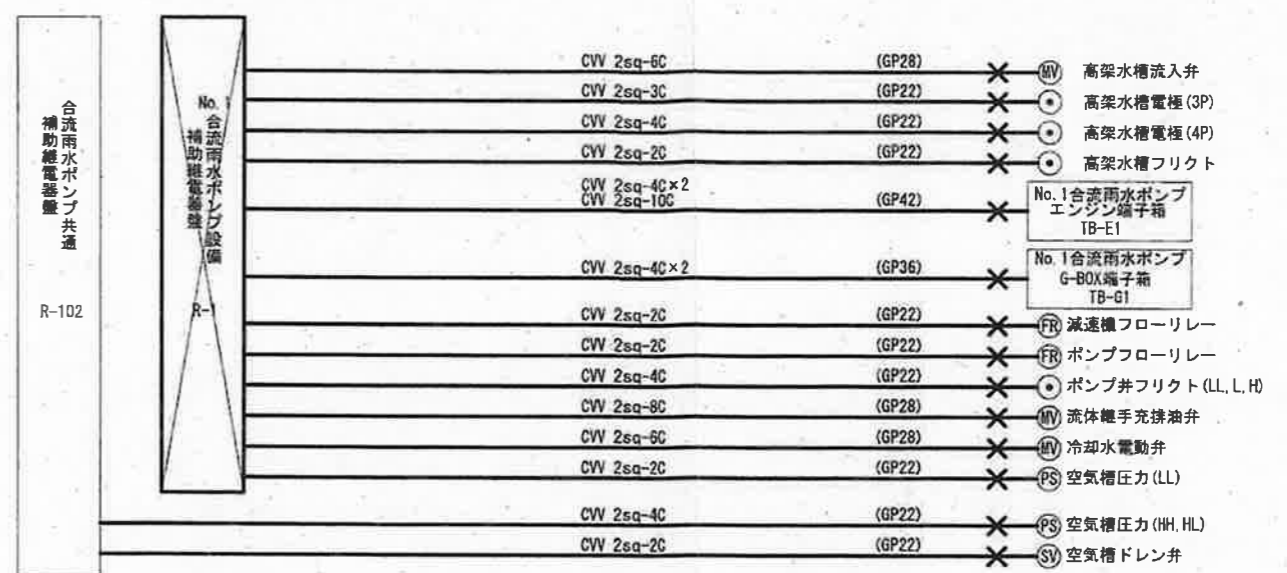 合流雨水ポンプ共通
補助継電器盤
R-102
No.1
合流雨水ポンプ設備
補助継電器盤
R-1
CVV 2sq-6C (GP28) MV 高架水槽流入弁
CVV 2sq-3C (GP22) 高架水槽電極(3P)
CVV 2sq-4C (GP22) 高架水槽電極(4P)
CVV 2sq-2C (GP22) 高架水槽フリクト
CVV 2sq-4C×2
CVV 2sq-10C (GP42)
No.1合流雨水ポンプ
エンジン端子箱
TB-E1
CVV 2sq-4C×2 (GP36)
No.1合流雨水ポンプ
G-BOX端子箱
TB-G1
CVV 2sq-2C (GP22) FR 減速機フローリレー
CVV 2sq-2C (GP22) FR ポンプフローリレー
CVV 2sq-4C (GP22) ポンプ井フリクト(LL,L,H)
CVV 2sq-8C (GP28) MV 流体継手充排油弁
CVV 2sq-6C (GP28) MV 冷却水電動弁
CVV 2sq-2C (GP22) PS 空気槽圧力(LL)
CVV 2sq-4C (GP22) PS 空気槽圧力(HH,HL)
CVV 2sq-2C (GP22) SV 空気槽ドレン弁